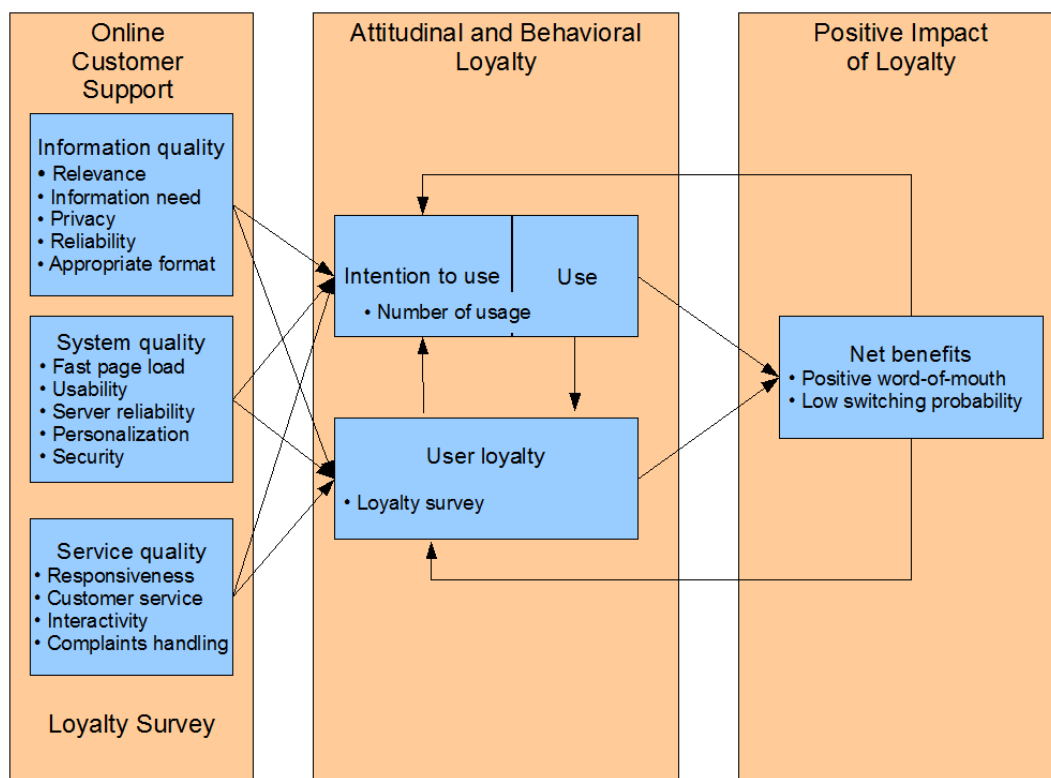 Online
Customer
Support
Information quality
• Relevance
• Information need
• Privacy
• Reliability
• Appropriate format
System quality
• Fast page load
• Usability
• Server reliability
• Personalization
• Security
Service quality
• Responsiveness
• Customer service
• Interactivity
• Complaints handling
Loyalty Survey
Attitudinal and Behavioral
Loyalty
Intention to use
Use
• Number of usage
User loyalty
• Loyalty survey
Positive Impact
of Loyalty
Net benefits
• Positive word-of-mouth
• Low switching probability